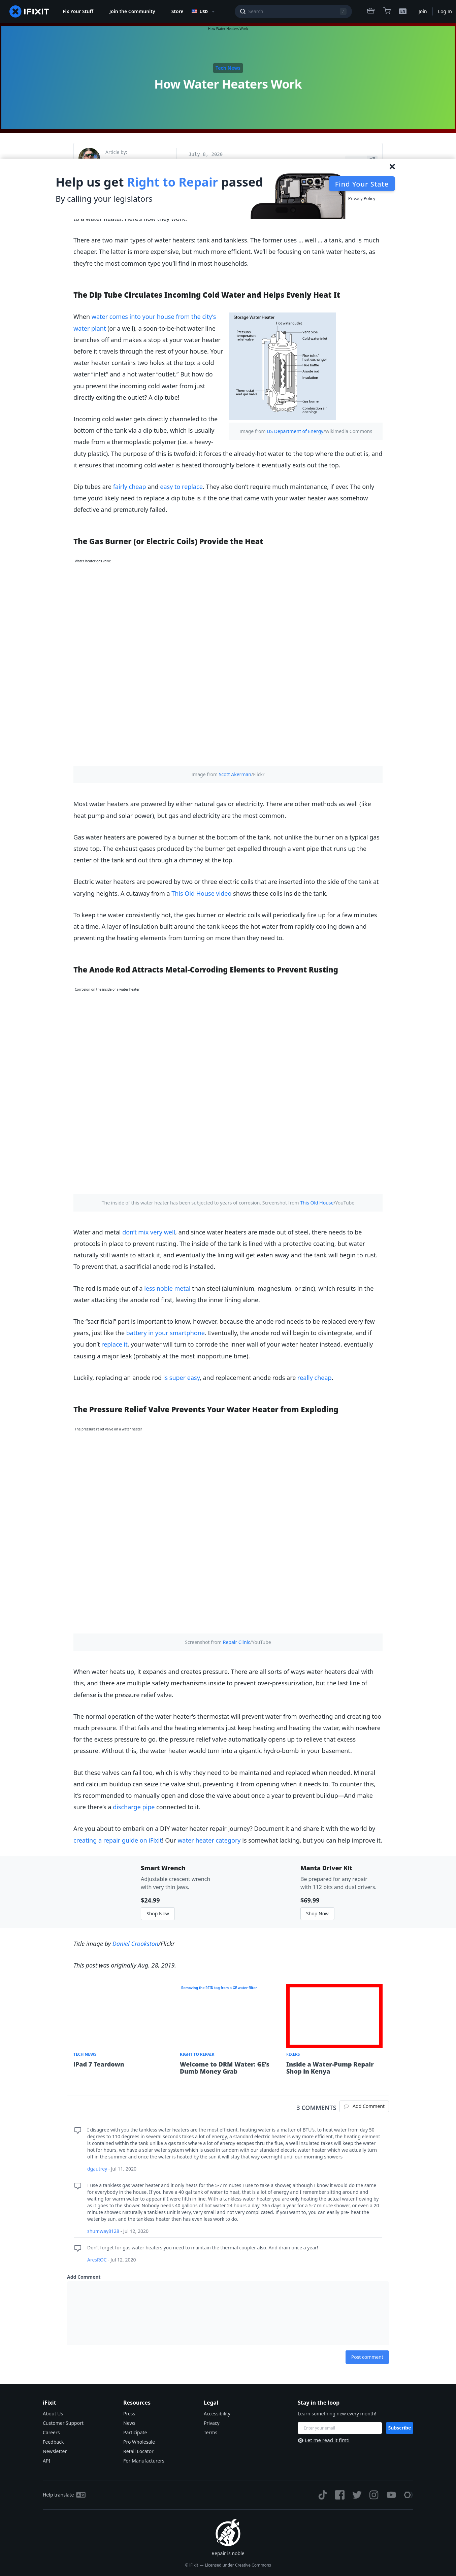 IFIXIT
Fix Your Stuff
Join the Community
Store
USD
Search
/
EN
Join
Log In
How Water Heaters Work
Tech News
How Water Heaters Work
Article by:
July 8, 2020
Help us get Right to Repair passed
By calling your legislators
Find Your State
Privacy Policy
to a water heater. Here's how they work.
There are two main types of water heaters: tank and tankless. The former uses … well … a tank, and is much
cheaper. The latter is more expensive, but much more efficient. We'll be focusing on tank water heaters, as
they're the most common type you'll find in most households.
The Dip Tube Circulates Incoming Cold Water and Helps Evenly Heat It
When water comes into your house from the city's
water plant (or a well), a soon-to-be-hot water line
branches off and makes a stop at your water heater
before it travels through the rest of your house. Your
water heater contains two holes at the top: a cold
water "inlet" and a hot water "outlet." But how do
you prevent the incoming cold water from just
directly exiting the outlet? A dip tube!
Storage Water Heater
Hot water outlet
Pressure/
temperature
relief valve
Vent pipe
Cold water inlet
Flue tube/
heat exchanger
Flue baffle
Anode rod
Insulation
Thermostat
and gas valve
Gas burner
Combustion air
openings
Image from US Department of Energy/Wikimedia Commons
Incoming cold water gets directly channeled to the
bottom of the tank via a dip tube, which is usually
made from a thermoplastic polymer (i.e. a heavy-
duty plastic). The purpose of this is twofold: it forces the already-hot water to the top where the outlet is, and
it ensures that incoming cold water is heated thoroughly before it eventually exits out the top.
Dip tubes are fairly cheap and easy to replace. They also don't require much maintenance, if ever. The only
time you'd likely need to replace a dip tube is if the one that came with your water heater was somehow
defective and prematurely failed.
The Gas Burner (or Electric Coils) Provide the Heat
Water heater gas valve
Image from Scott Akerman/Flickr
Most water heaters are powered by either natural gas or electricity. There are other methods as well (like
heat pump and solar power), but gas and electricity are the most common.
Gas water heaters are powered by a burner at the bottom of the tank, not unlike the burner on a typical gas
stove top. The exhaust gases produced by the burner get expelled through a vent pipe that runs up the
center of the tank and out through a chimney at the top.
Electric water heaters are powered by two or three electric coils that are inserted into the side of the tank at
varying heights. A cutaway from a This Old House video shows these coils inside the tank.
To keep the water consistently hot, the gas burner or electric coils will periodically fire up for a few minutes
at a time. A layer of insulation built around the tank keeps the hot water from rapidly cooling down and
preventing the heating elements from turning on more than they need to.
The Anode Rod Attracts Metal-Corroding Elements to Prevent Rusting
Corrosion on the inside of a water heater
The inside of this water heater has been subjected to years of corrosion. Screenshot from This Old House/YouTube
Water and metal don't mix very well, and since water heaters are made out of steel, there needs to be
protocols in place to prevent rusting. The inside of the tank is lined with a protective coating, but water
naturally still wants to attack it, and eventually the lining will get eaten away and the tank will begin to rust.
To prevent that, a sacrificial anode rod is installed.
The rod is made out of a less noble metal than steel (aluminium, magnesium, or zinc), which results in the
water attacking the anode rod first, leaving the inner lining alone.
The "sacrificial" part is important to know, however, because the anode rod needs to be replaced every few
years, just like the battery in your smartphone. Eventually, the anode rod will begin to disintegrate, and if
you don't replace it, your water will turn to corrode the inner wall of your water heater instead, eventually
causing a major leak (probably at the most inopportune time).
Luckily, replacing an anode rod is super easy, and replacement anode rods are really cheap.
The Pressure Relief Valve Prevents Your Water Heater from Exploding
The pressure relief valve on a water heater
Screenshot from Repair Clinic/YouTube
When water heats up, it expands and creates pressure. There are all sorts of ways water heaters deal with
this, and there are multiple safety mechanisms inside to prevent over-pressurization, but the last line of
defense is the pressure relief valve.
The normal operation of the water heater's thermostat will prevent water from overheating and creating too
much pressure. If that fails and the heating elements just keep heating and heating the water, with nowhere
for the excess pressure to go, the pressure relief valve automatically opens up to relieve that excess
pressure. Without this, the water heater would turn into a gigantic hydro-bomb in your basement.
But these valves can fail too, which is why they need to be maintained and replaced when needed. Mineral
and calcium buildup can seize the valve shut, preventing it from opening when it needs to. To counter this,
it's recommended to manually open and close the valve about once a year to prevent buildup—And make
sure there's a discharge pipe connected to it.
Are you about to embark on a DIY water heater repair journey? Document it and share it with the world by
creating a repair guide on iFixit! Our water heater category is somewhat lacking, but you can help improve it.
Smart Wrench
Adjustable crescent wrench
with very thin jaws.
$24.99
Shop Now
Manta Driver Kit
Be prepared for any repair
with 112 bits and dual drivers.
$69.99
Shop Now
Title image by Daniel Crookston/Flickr
This post was originally Aug. 28, 2019.
TECH NEWS
iPad 7 Teardown
Removing the RFID tag from a GE water filter
RIGHT TO REPAIR
Welcome to DRM Water: GE's
Dumb Money Grab
FIXERS
Inside a Water-Pump Repair
Shop in Kenya
3 COMMENTS
Add Comment
I disagree with you the tankless water heaters are the most efficient, heating water is a matter of BTU's, to heat water from day 50
degrees to 110 degrees in several seconds takes a lot of energy, a standard electric heater is way more efficient, the heating element
is contained within the tank unlike a gas tank where a lot of energy escapes thru the flue, a well insulated takes will keep the water
hot for hours, we have a solar water system in tandem with our standard electric water heater, which means we actually turn
off in the summer and once the water is heated by the sun it will stay that way overnight until our morning showers
dgaulney - Jul 11, 2020
I use a tankless gas water heater and it only heats for the 5-7 minutes I use to take a shower, although I know it would be the same
for everybody in the house. If you have a 40 gal tank of water to heat, that is a lot of energy and I remember sitting around and
waiting for warm water to appear if I were fifth in line. With a tankless water heater you are only heating the actual water flowing by
as it goes to the shower. Nobody needs 40 gallons of hot water 24 hours a day, 365 days a year for a 5-7 minute shower, or even a 20
minute shower. Naturally a tankless unit is very, very small and not that complicated. If you want to, you can easily pre- heat the
water by sun, and the tankless heater then has even less work to do.
shumway8128 - Jul 12, 2020
Don't forget for gas water heaters you need to maintain the thermal coupler also. And drain once a year!
AresROC - Jul 12, 2020
Add Comment
Post comment
iFixit
About Us
Customer Support
Careers
Feedback
Newsletter
API
Resources
Press
News
Participate
Pro Wholesale
Retail Locator
For Manufacturers
Legal
Accessibility
Privacy
Terms
Stay in the loop
Learn something new every month!
Enter your email
Subscribe
Let me read it first!
Help translate
Repair is noble
© iFixit — Licensed under Creative Commons